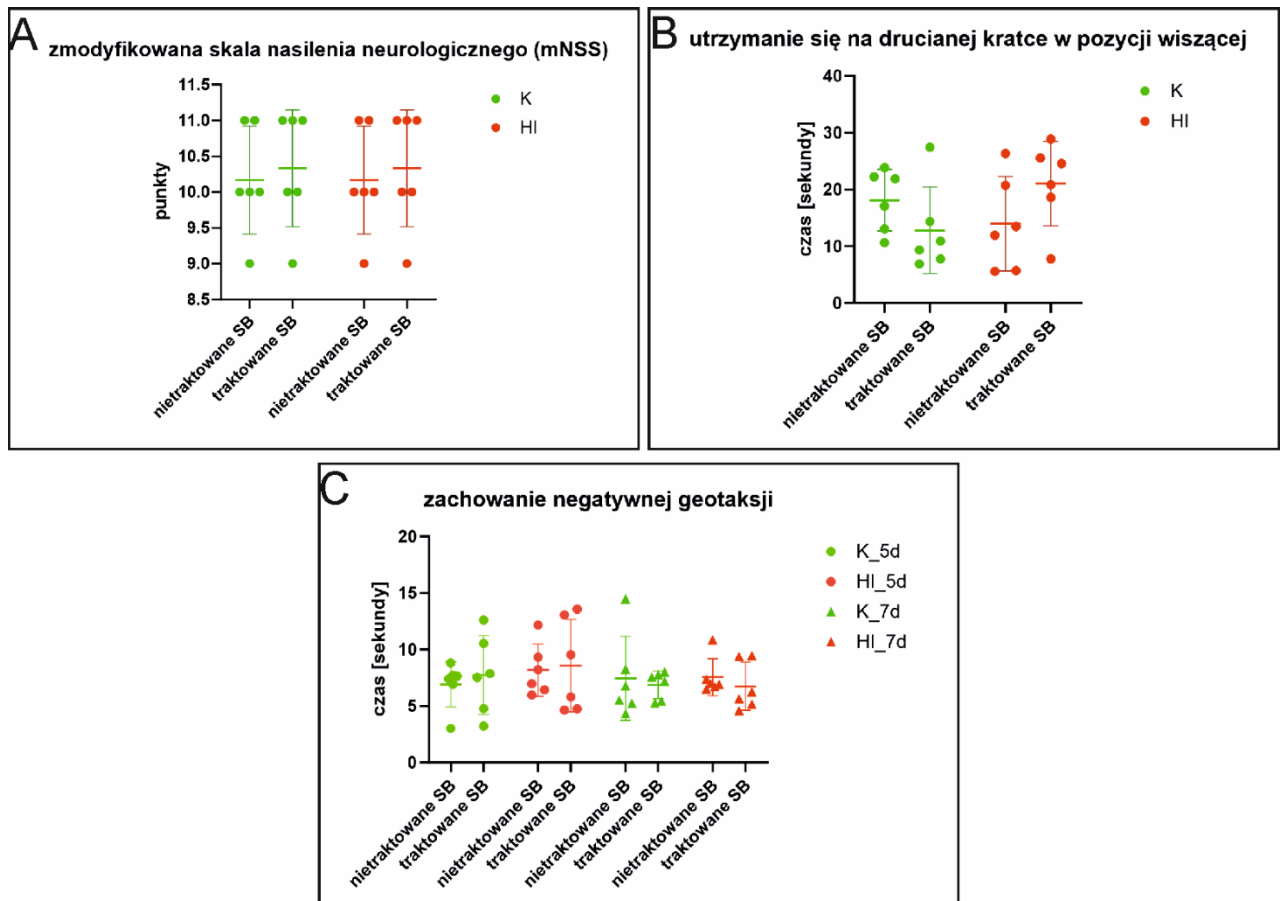 A
zmodyfikowana skala nasilenia neurologicznego (mNSS)
punkty
11.5
11.0
10.5
10.0
9.5
9.0
8.5
nietraktowane SB
traktowane SB
nietraktowane SB
traktowane SB
K
HI
B
utrzymanie się na drucianej kratce w pozycji wiszącej
czas [sekundy]
40
30
20
10
0
nietraktowane SB
traktowane SB
nietraktowane SB
traktowane SB
K
HI
C
zachowanie negatywnej geotaksji
czas [sekundy]
20
15
10
5
0
nietraktowane SB
traktowane SB
nietraktowane SB
traktowane SB
nietraktowane SB
traktowane SB
nietraktowane SB
traktowane SB
K_5d
HI_5d
K_7d
HI_7d